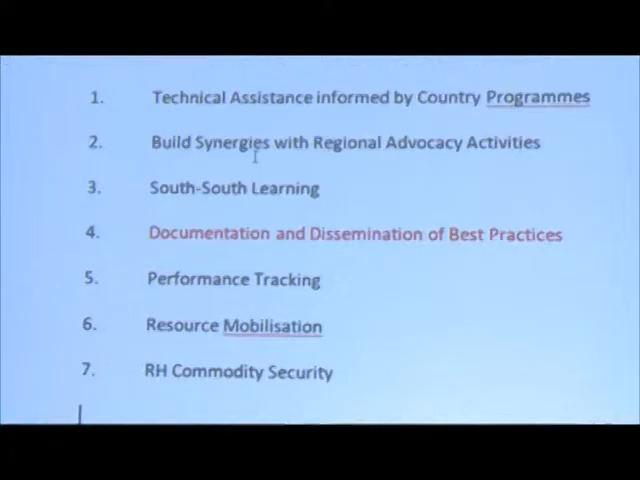 1. Technical Assistance informed by Country Programmes
2. Build Synergies with Regional Advocacy Activities
3. South-South Learning
4. Documentation and Dissemination of Best Practices
5. Performance Tracking
6. Resource Mobilisation
7. RH Commodity Security